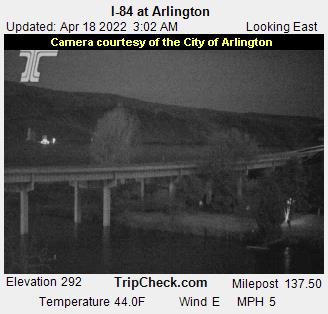 I-84 at Arlington
Updated: Apr 18 2022 3:02 AM Looking East
Camera courtesy of the City of Arlington
Elevation 292 TripCheck.com Milepost 137.50
Temperature 44.0F Wind E MPH 5